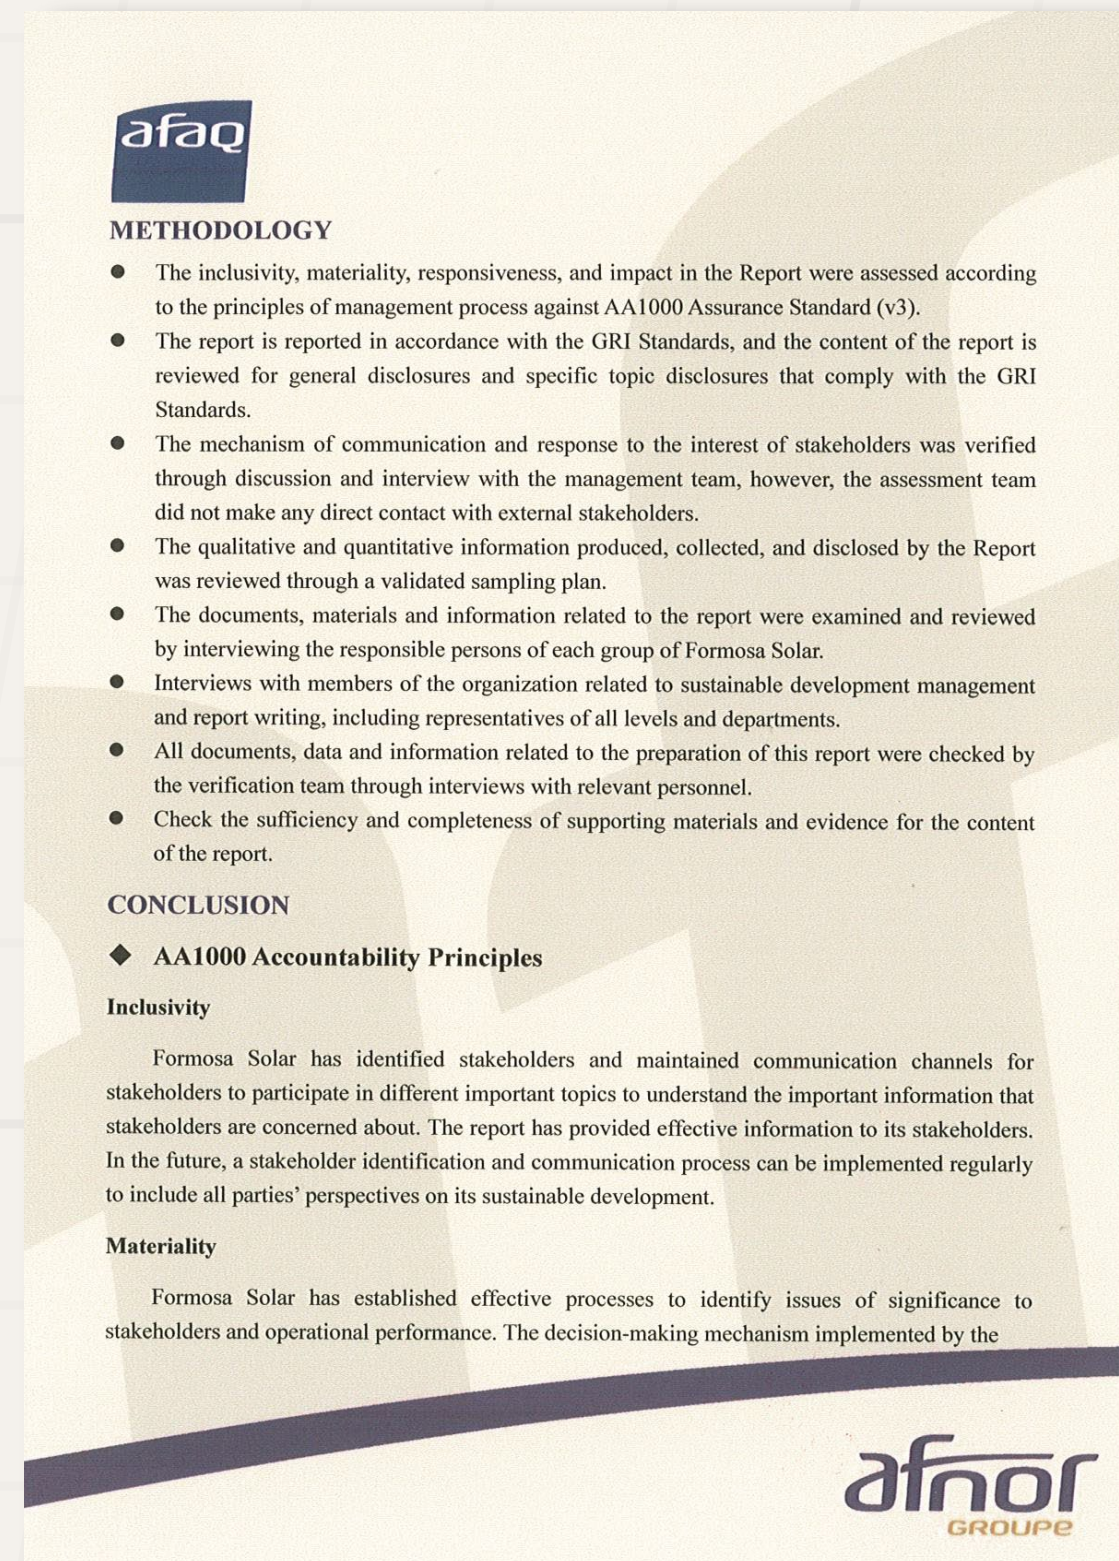 afaq
METHODOLOGY
● The inclusivity, materiality, responsiveness, and impact in the Report were assessed according
to the principles of management process against AA1000 Assurance Standard (v3).
● The report is reported in accordance with the GRI Standards, and the content of the report is
reviewed for general disclosures and specific topic disclosures that comply with the GRI
Standards.
● The mechanism of communication and response to the interest of stakeholders was verified
through discussion and interview with the management team, however, the assessment team
did not make any direct contact with external stakeholders.
● The qualitative and quantitative information produced, collected, and disclosed by the Report
was reviewed through a validated sampling plan.
● The documents, materials and information related to the report were examined and reviewed
by interviewing the responsible persons of each group of Formosa Solar.
● Interviews with members of the organization related to sustainable development management
and report writing, including representatives of all levels and departments.
● All documents, data and information related to the preparation of this report were checked by
the verification team through interviews with relevant personnel.
● Check the sufficiency and completeness of supporting materials and evidence for the content
of the report.
CONCLUSION
◆ AA1000 Accountability Principles
Inclusivity
Formosa Solar has identified stakeholders and maintained communication channels for
stakeholders to participate in different important topics to understand the important information that
stakeholders are concerned about. The report has provided effective information to its stakeholders.
In the future, a stakeholder identification and communication process can be implemented regularly
to include all parties' perspectives on its sustainable development.
Materiality
Formosa Solar has established effective processes to identify issues of significance to
stakeholders and operational performance. The decision-making mechanism implemented by the
afnor
GROUPE